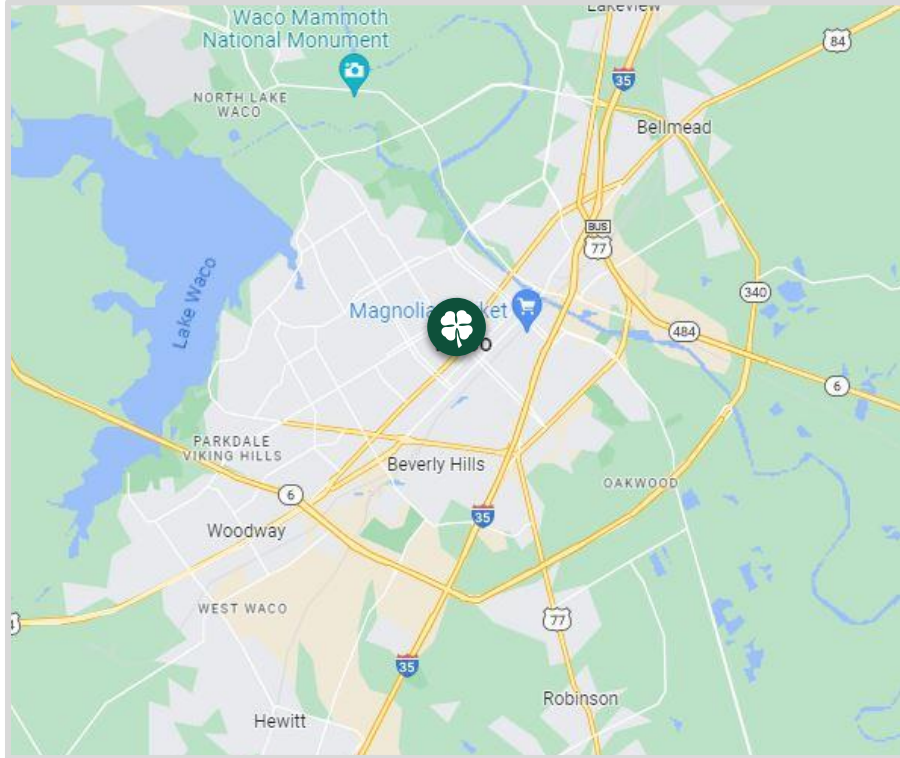 Lakeview
Waco Mammoth
National Monument
84
35
NORTH LAKE
WACO
Bellmead
BUS
77
Lake Waco
340
Magnolia
ket
484
6
PARKDALE
VIKING HILLS
Beverly Hills
OAKWOOD
6
35
Woodway
WEST WACO
77
35
Robinson
Hewitt